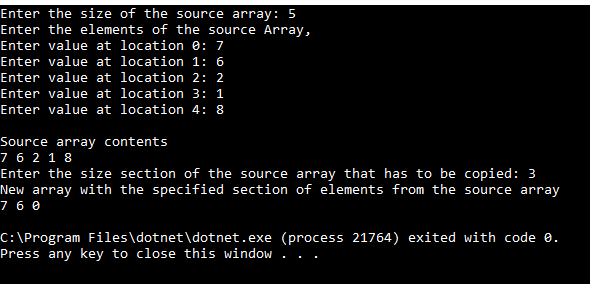 Enter the size of the source array: 5
Enter the elements of the source Array,
Enter value at location 0: 7
Enter value at location 1: 6
Enter value at location 2: 2
Enter value at location 3: 1
Enter value at location 4: 8
Source array contents
7 6 2 1 8
Enter the size section of the source array that has to be copied: 3
New array with the specified section of elements from the source array
7 6 0
C:\Program Files\dotnet\dotnet.exe (process 21764) exited with code 0.
Press any key to close this window . . .